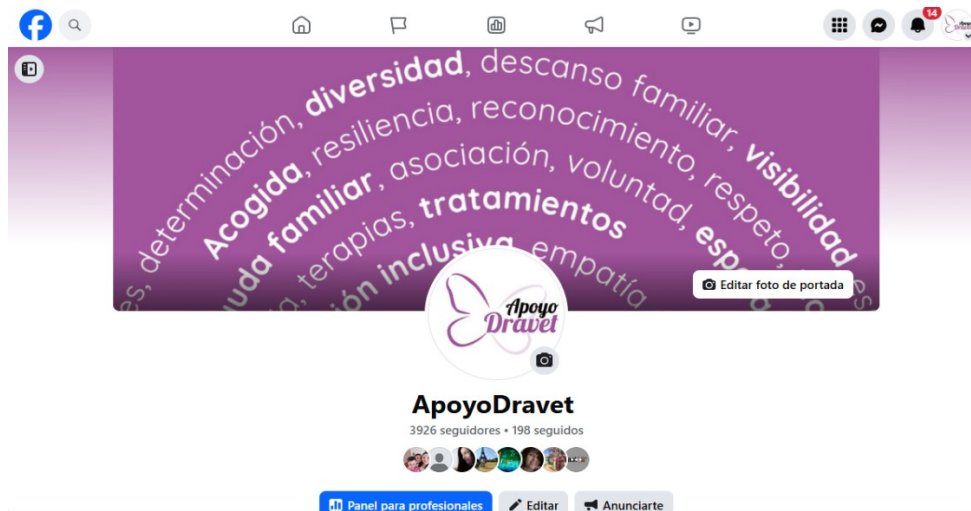 14
determinación, diversidad, descanso familiar, visibilidad
Acogida, resiliencia, reconocimiento, respeto,
familiar, asociación, voluntad,
terapias, tratamientos
inclusiva, empatía
Editar foto de portada
Apoyo
Dravet
ApoyoDravet
3926 seguidores • 198 seguidos
Panel para profesionales
Editar
Anunciarte